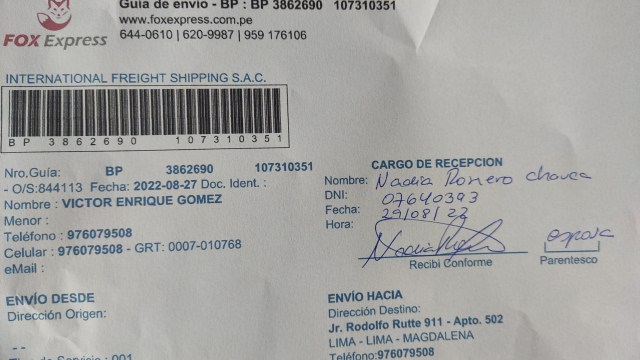 Guía de envío - BP : BP 3862690 107310351
www.foxexpress.com.pe
644-0610 | 620-9987 | 959 176106
FOX Express
INTERNATIONAL FREIGHT SHIPPING S.A.C.
BP 3862690 107310351
Nro.Guía: BP 3862690 107310351
- O/S:844113 Fecha: 2022-08-27 Doc. Ident. :
Nombre : VICTOR ENRIQUE GOMEZ
Menor :
Teléfono : 976079508
Celular : 976079508 - GRT: 0007-010768
eMail :
CARGO DE RECEPCION
Nombre: Nadia Romero Chavez
DNI: 07640393
Fecha: 29/08/22
Hora:
esposa
Recibi Conforme
Parentesco
ENVÍO DESDE
Dirección Origen:
- -
ENVÍO HACIA
Dirección Destino:
Jr. Rodolfo Rutte 911 - Apto. 502
LIMA - LIMA - MAGDALENA
Teléfono:976079508